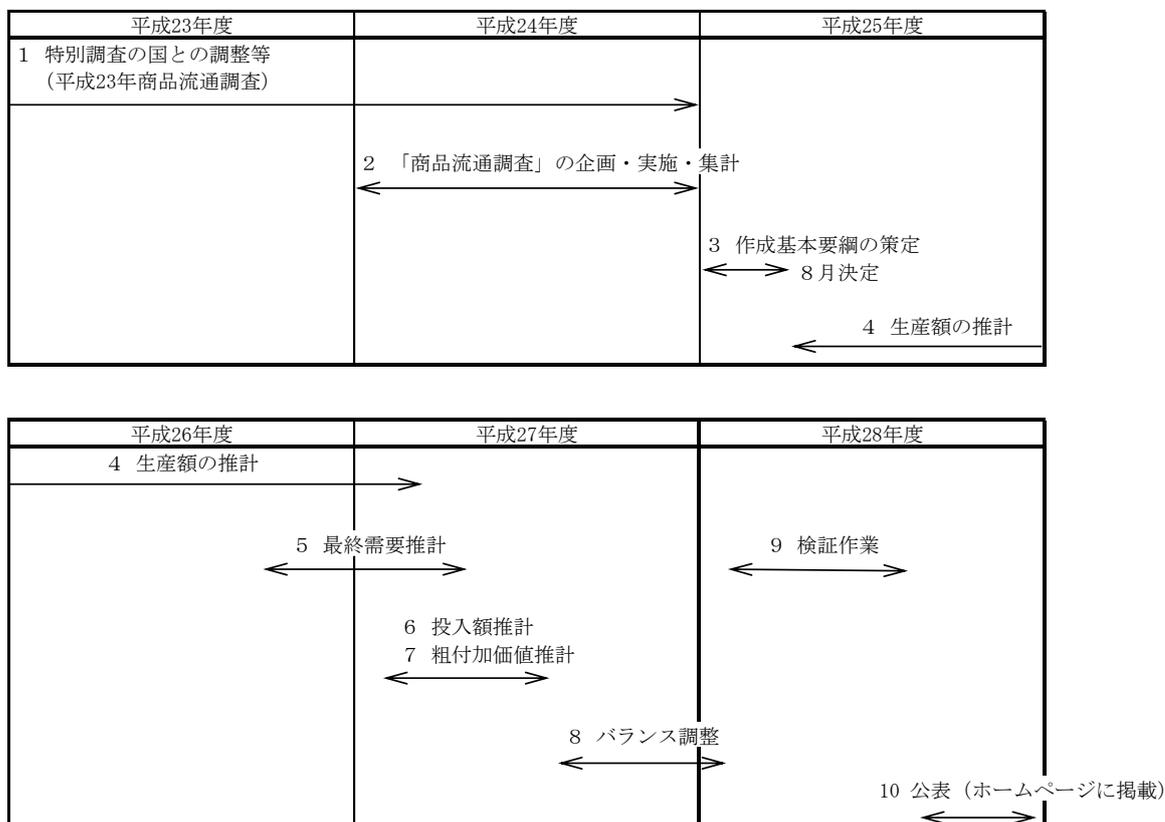 平成23年度 平成24年度 平成25年度
1 特別調査の国との調整等
(平成23年商品流通調査)
2 「商品流通調査」の企画・実施・集計
3 作成基本要綱の策定
8月決定
4 生産額の推計
平成26年度 平成27年度 平成28年度
4 生産額の推計
5 最終需要推計
9 検証作業
6 投入額推計
7 粗付加価値推計
8 バランス調整
10 公表(ホームページに掲載)